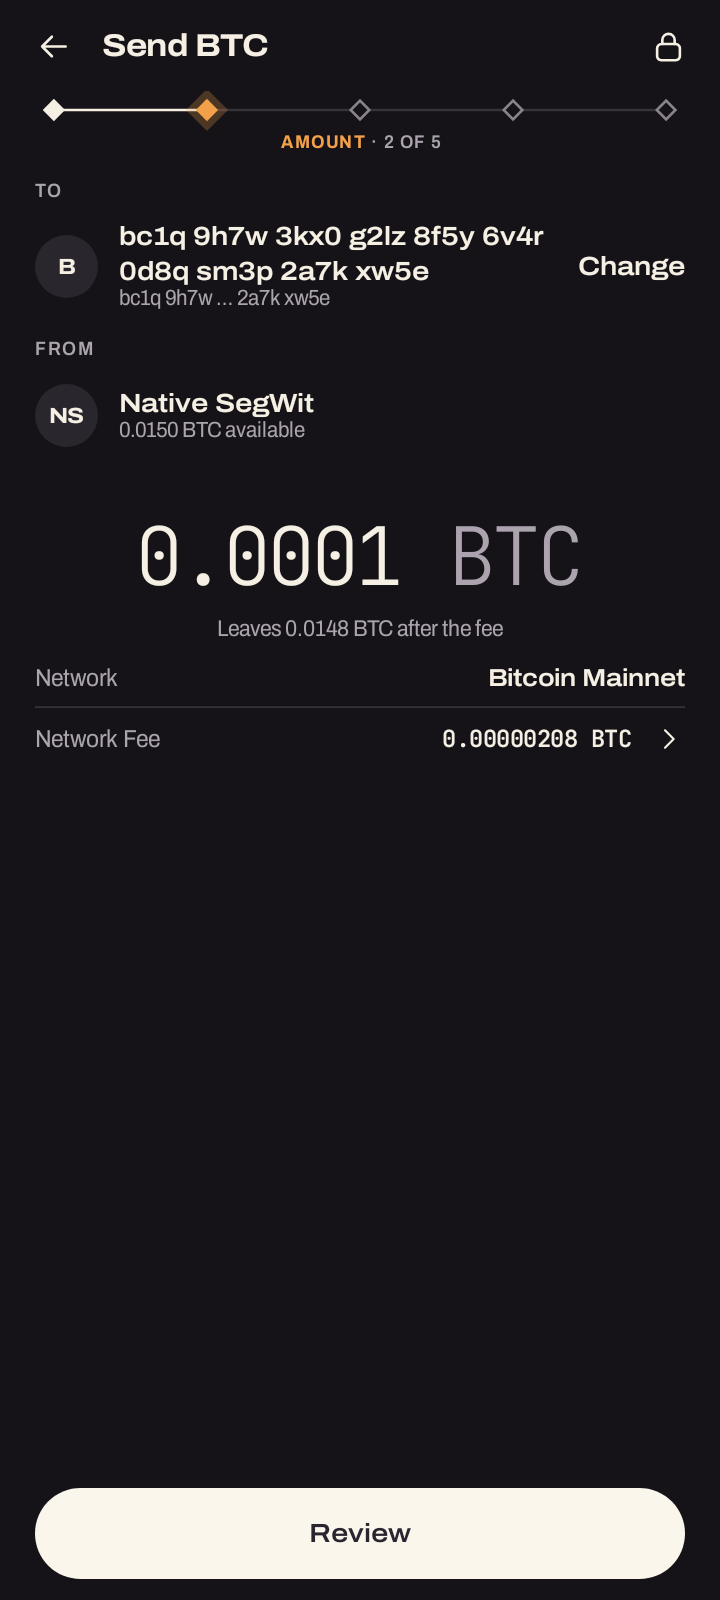 Send BTC
AMOUNT · 2 OF 5
TO
B
bc1q 9h7w 3kx0 g2lz 8f5y 6v4r
0d8q sm3p 2a7k xw5e
Change
bc1q 9h7w … 2a7k xw5e
FROM
NS
Native SegWit
0.0150 BTC available
0.0001 BTC
Leaves 0.0148 BTC after the fee
Network Bitcoin Mainnet
Network Fee 0.00000208 BTC
Review